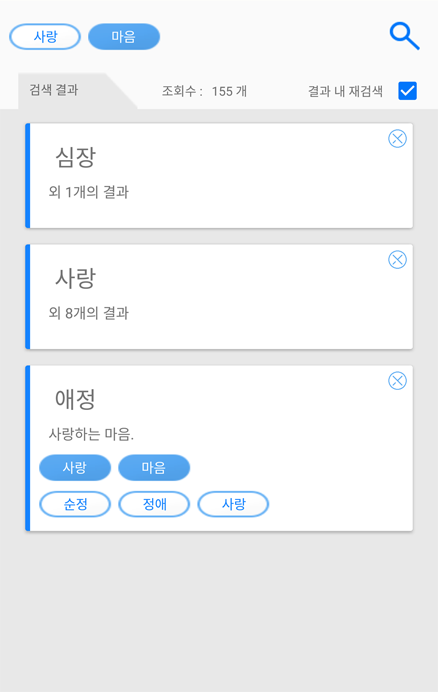 사랑 마음
검색 결과 조회수 : 155 개 결과 내 재검색
심장
외 1개의 결과
사랑
외 8개의 결과
애정
사랑하는 마음.
사랑 마음
순정 정애 사랑